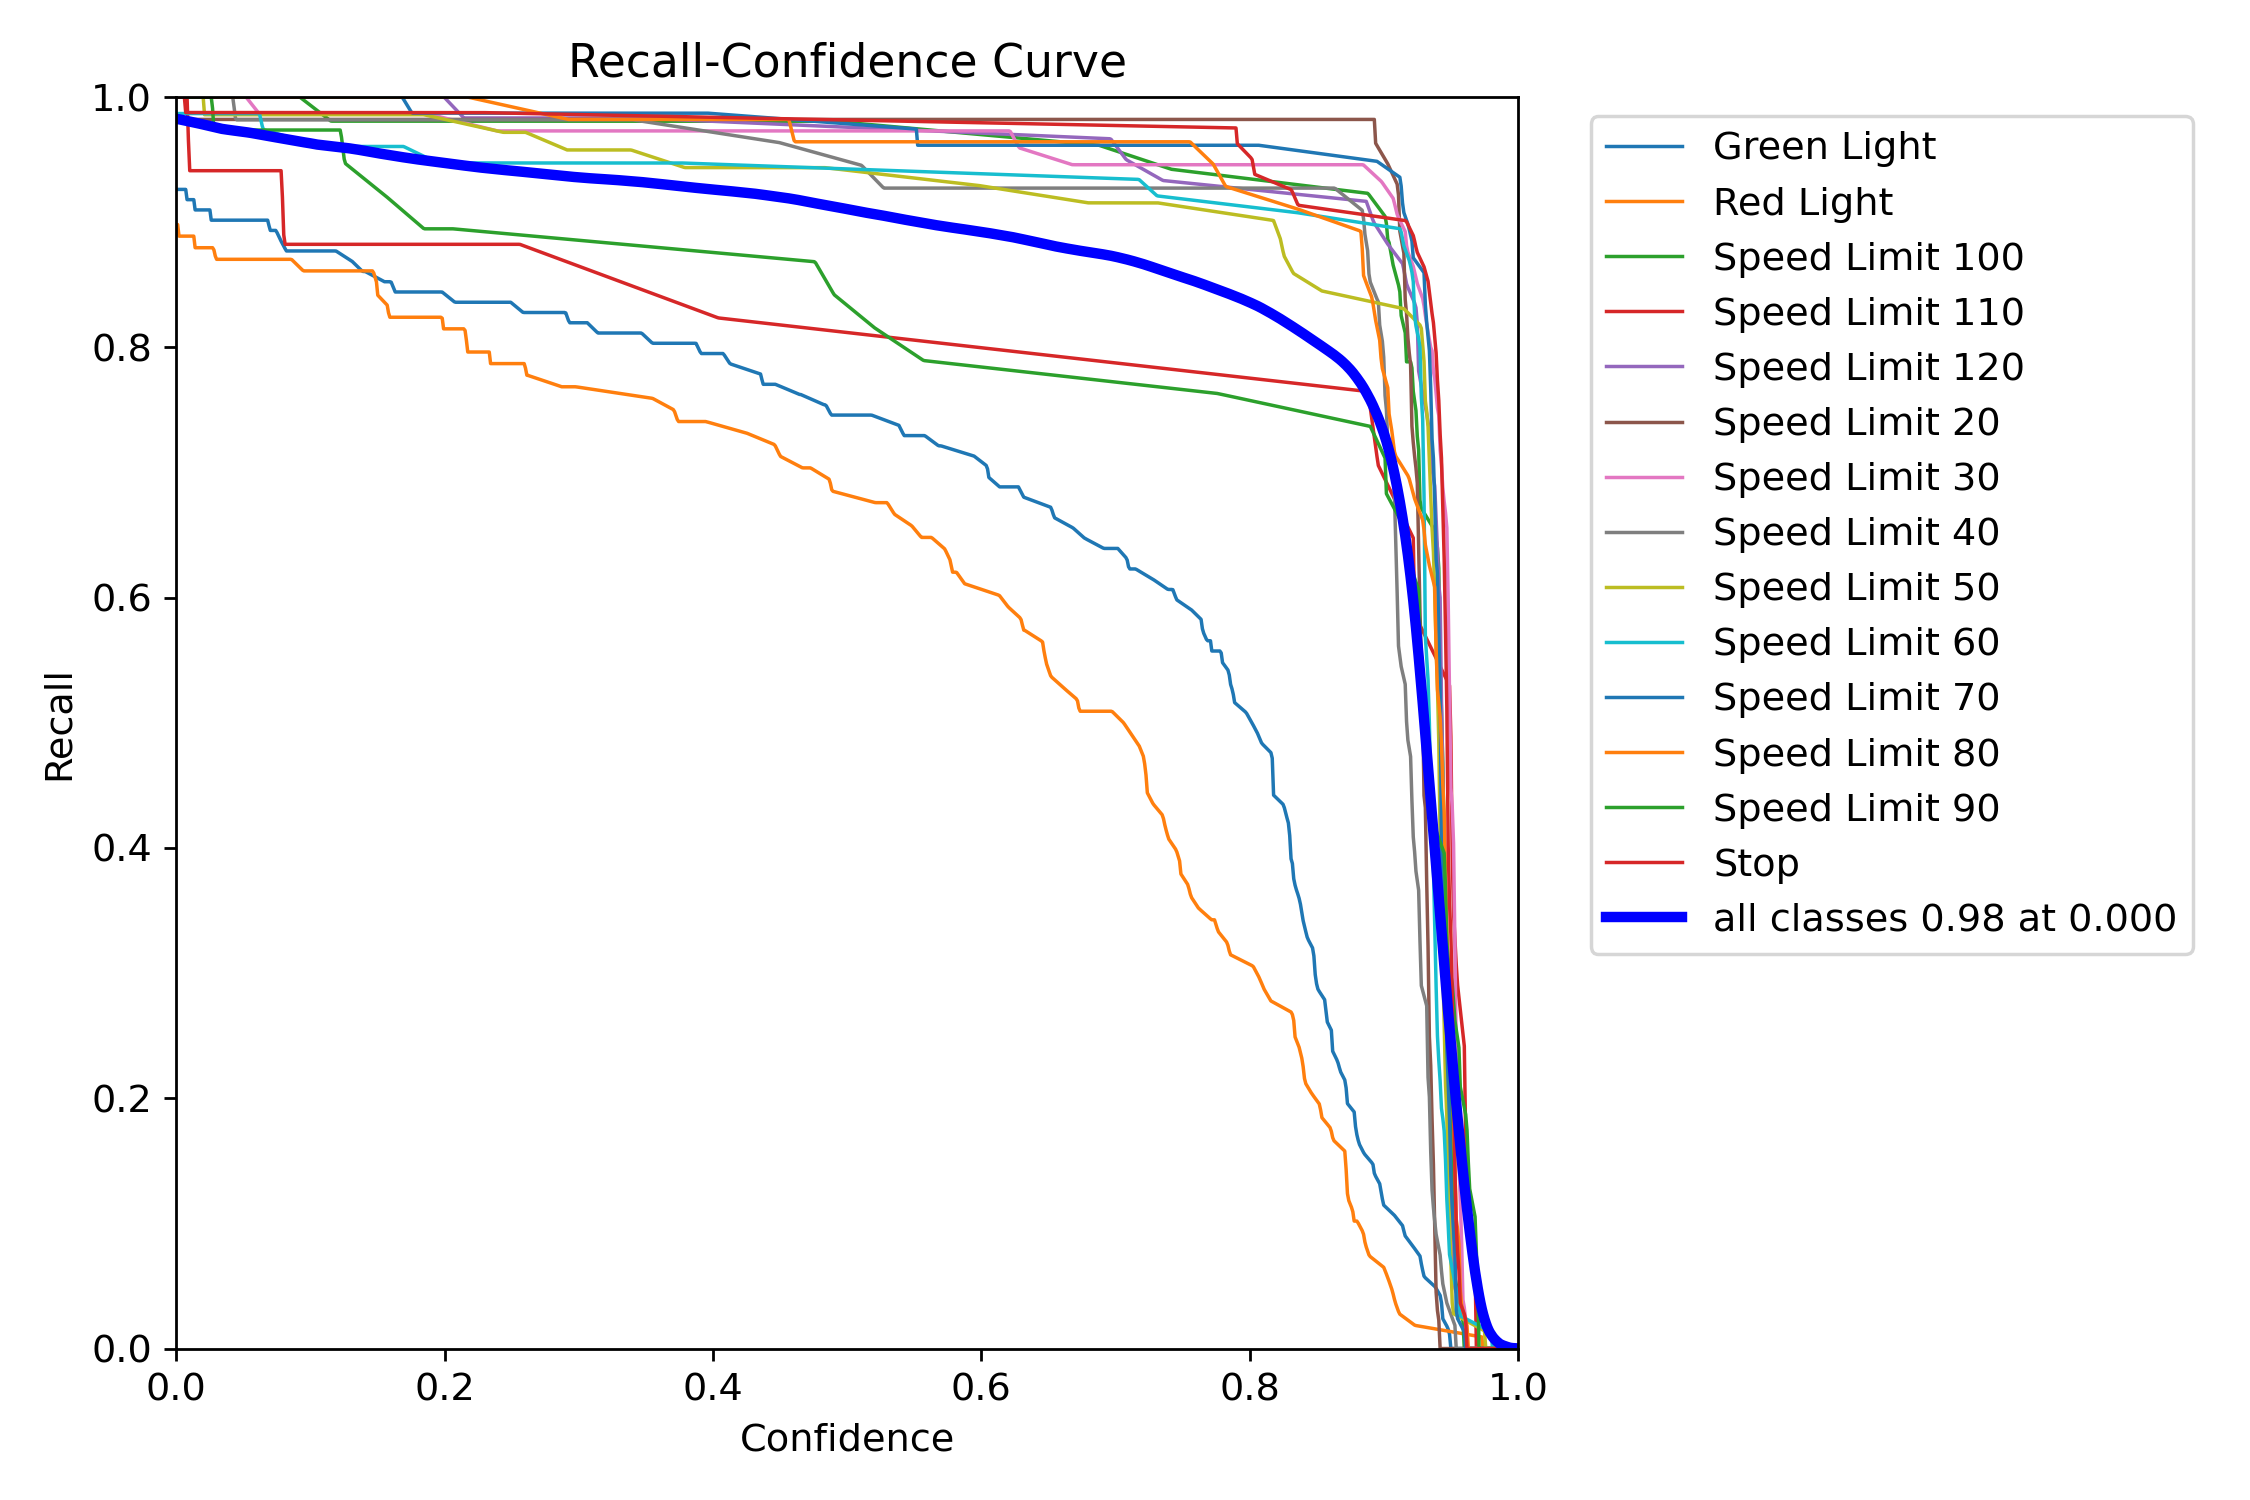 Recall-Confidence Curve
1.0
0.8
0.6
0.4
0.2
0.0
Recall
0.0 0.2 0.4 0.6 0.8 1.0
Confidence
Green Light
Red Light
Speed Limit 100
Speed Limit 110
Speed Limit 120
Speed Limit 20
Speed Limit 30
Speed Limit 40
Speed Limit 50
Speed Limit 60
Speed Limit 70
Speed Limit 80
Speed Limit 90
Stop
all classes 0.98 at 0.000